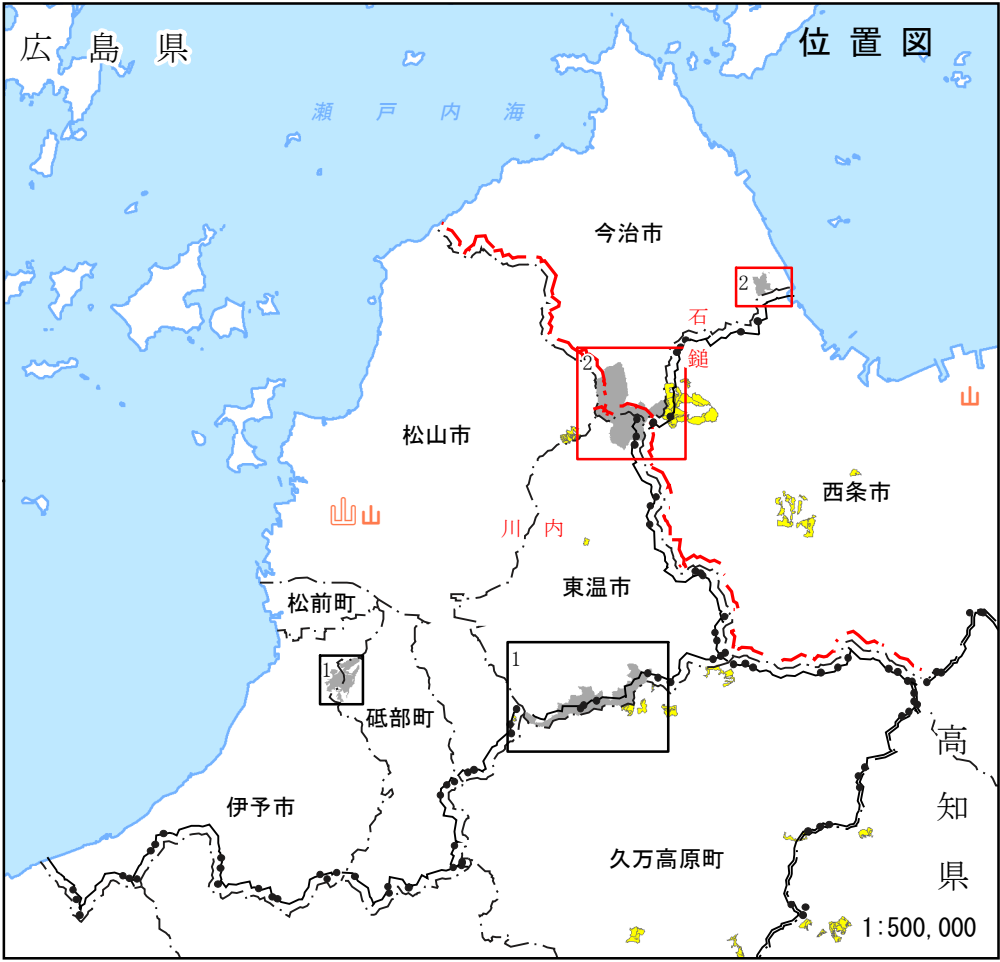 広島県
位置図
瀬戸内海
今治市
2
石
鎚
2
山
松山市
西条市
山山
川内
東温市
松前町
1
1
砥部町
高
知
県
伊予市
久万高原町
1:500,000